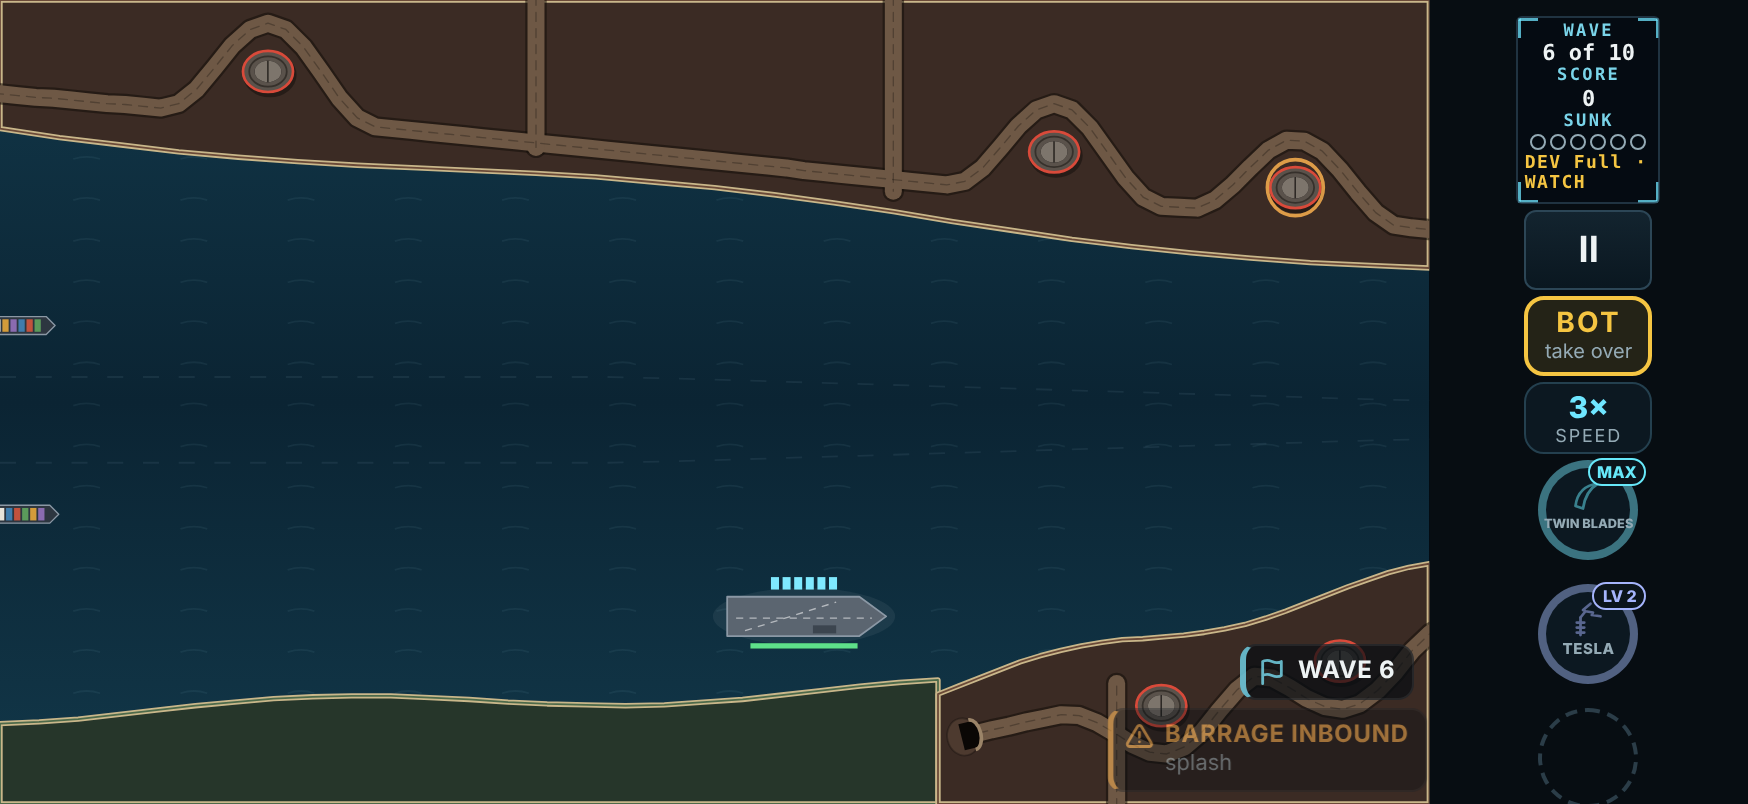 WAVE
6 of 10
SCORE
0
SUNK
DEV Full ·
WATCH
BOT
take over
3×
SPEED
MAX
TWIN BLADES
LV 2
TESLA
WAVE 6
BARRAGE INBOUND
splash